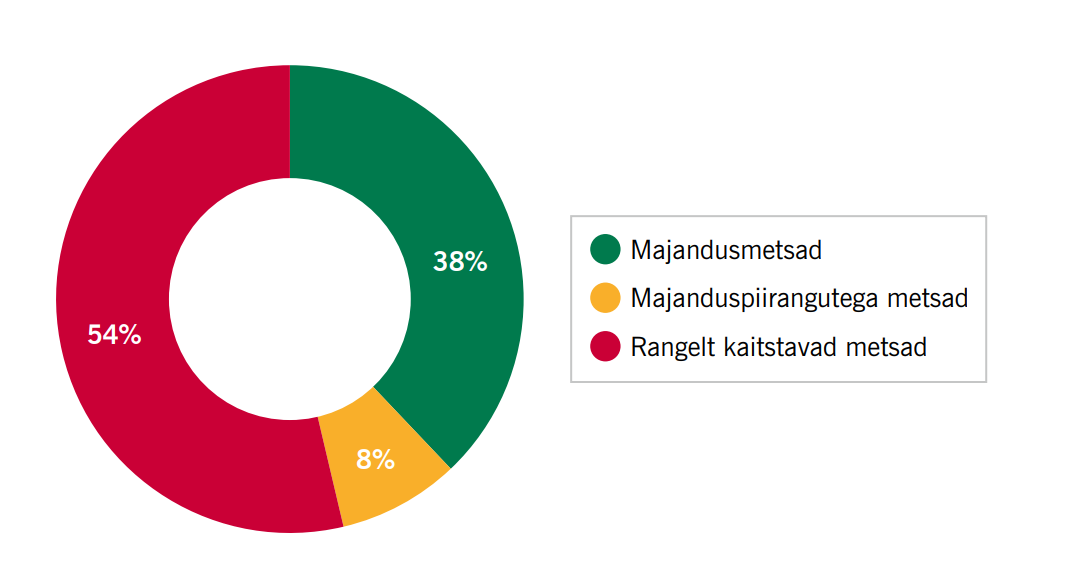 38%
54%
8%
Majandusmetsad
Majanduspiirangutega metsad
Rangelt kaitstavad metsad